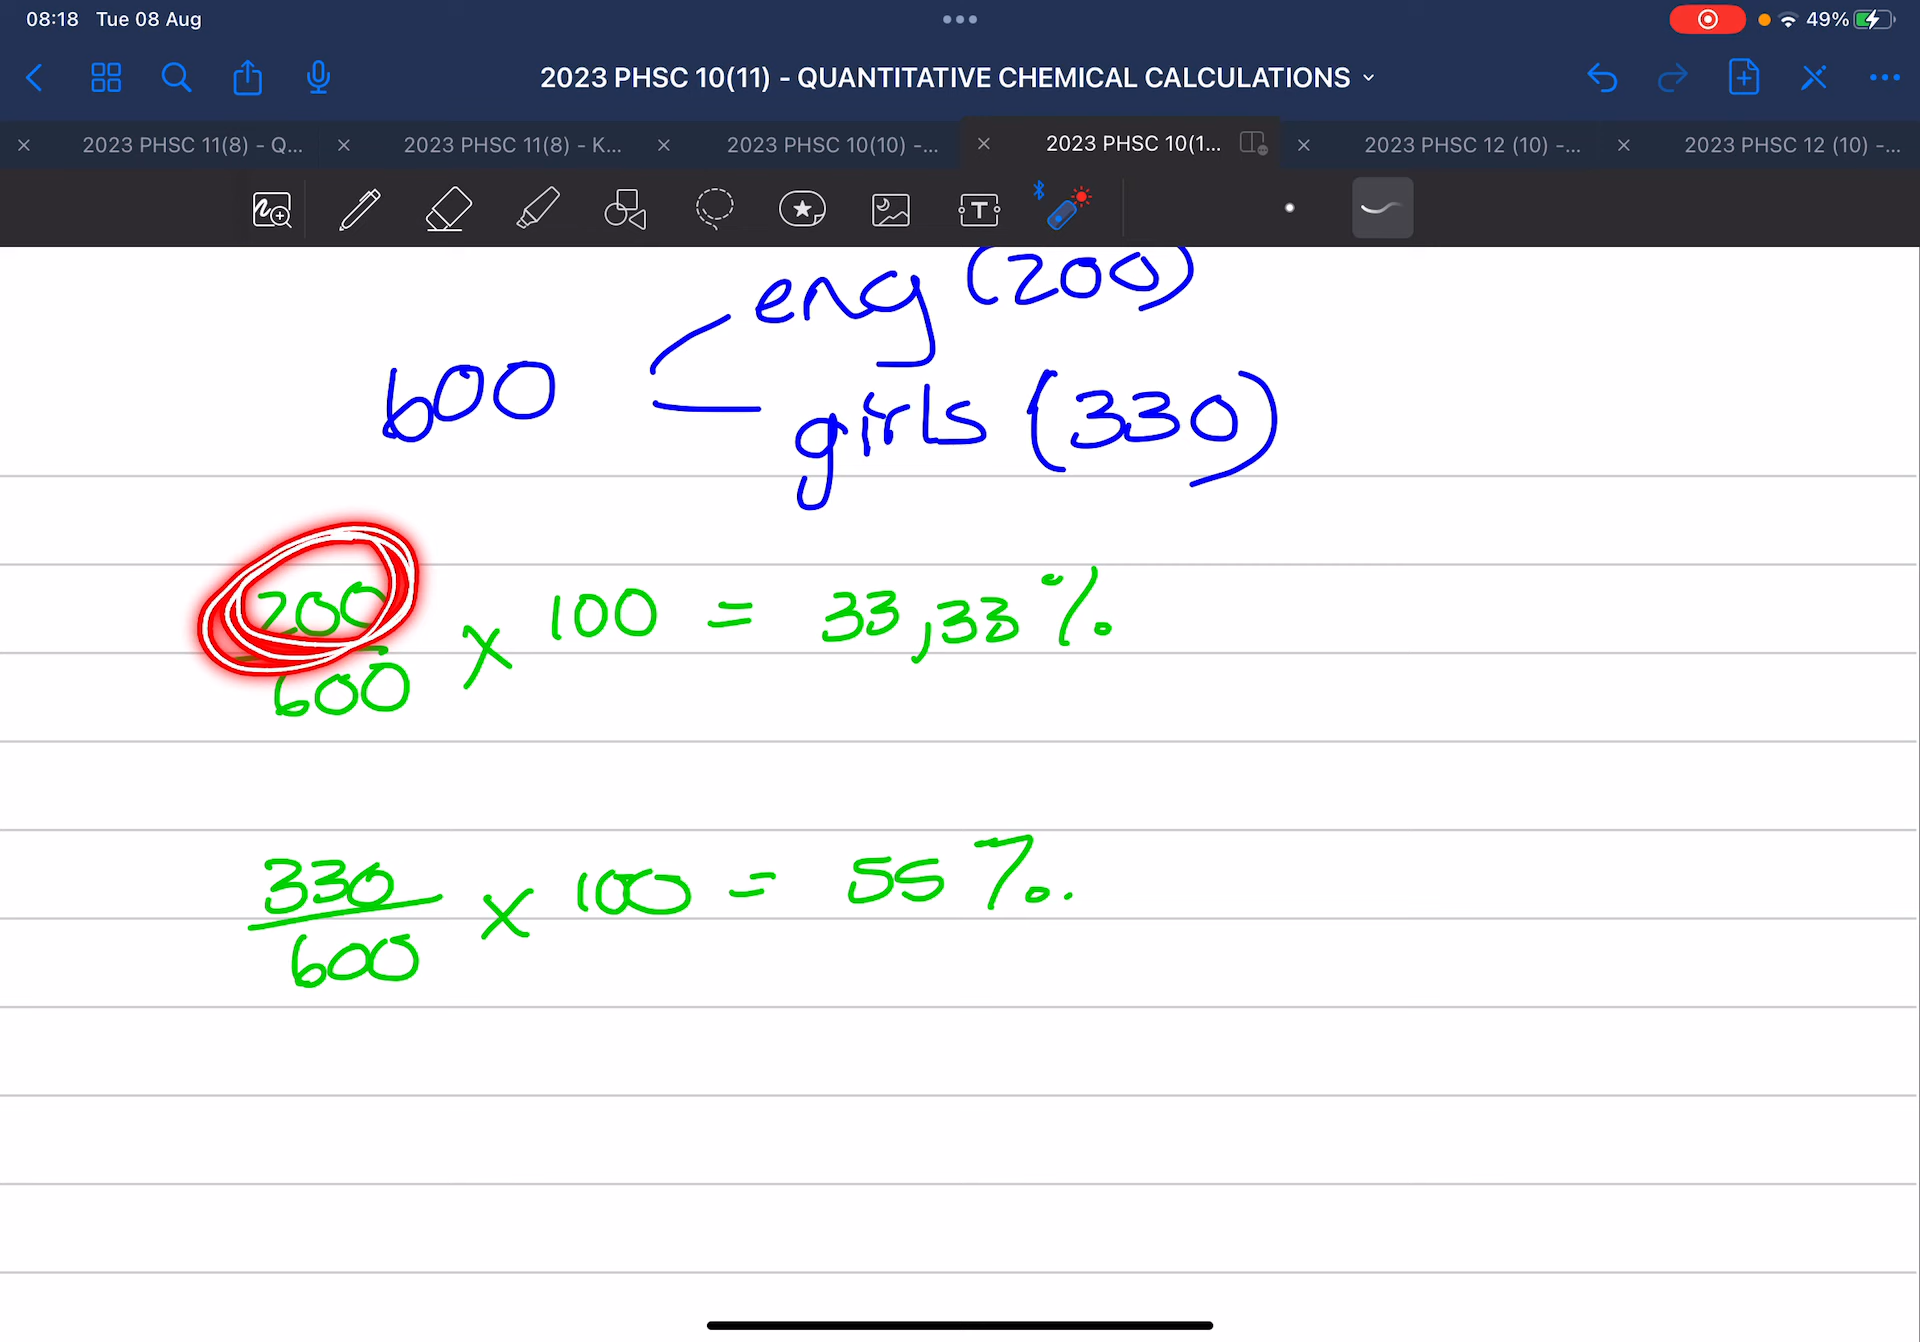 08:18 Tue 08 Aug 49%
2023 PHSC 10(11) - QUANTITATIVE CHEMICAL CALCULATIONS
2023 PHSC 11(8) - Q... 2023 PHSC 11(8) - K... 2023 PHSC 10(10) -... 2023 PHSC 10(1... 2023 PHSC 12 (10) -... 2023 PHSC 12 (10) -...
T
eng (200)
600
girls (330)
200
× 100 = 33,33 %
600
330
× 100 = 55 %.
600